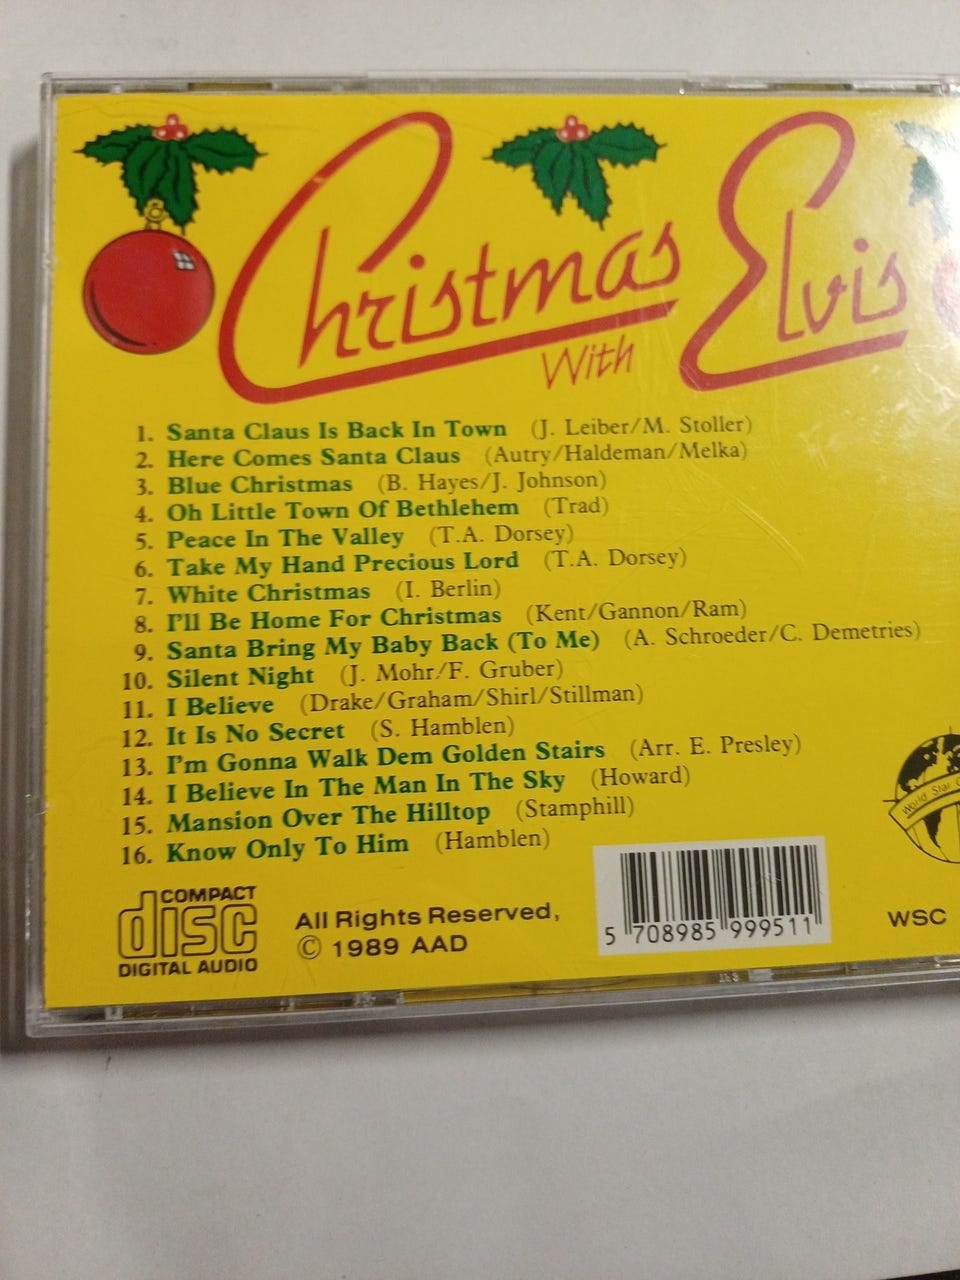 Christmas
With
Elvis
1. Santa Claus Is Back In Town (J. Leiber/M. Stoller)
2. Here Comes Santa Claus (Autry/Haldeman/Melka)
3. Blue Christmas (B. Hayes/J. Johnson)
4. Oh Little Town Of Bethlehem (Trad)
5. Peace In The Valley (T.A. Dorsey)
6. Take My Hand Precious Lord (T.A. Dorsey)
7. White Christmas (I. Berlin)
8. I'll Be Home For Christmas (Kent/Gannon/Ram)
9. Santa Bring My Baby Back (To Me) (A. Schroeder/C. Demetries)
10. Silent Night (J. Mohr/F. Gruber)
11. I Believe (Drake/Graham/Shirl/Stillman)
12. It Is No Secret (S. Hamblen)
13. I'm Gonna Walk Dem Golden Stairs (Arr. E. Presley)
14. I Believe In The Man In The Sky (Howard)
15. Mansion Over The Hilltop (Stamphill)
16. Know Only To Him (Hamblen)
World Star
COMPACT
disc
DIGITAL AUDIO
All Rights Reserved,
© 1989 AAD
5 708985 999511
WSC